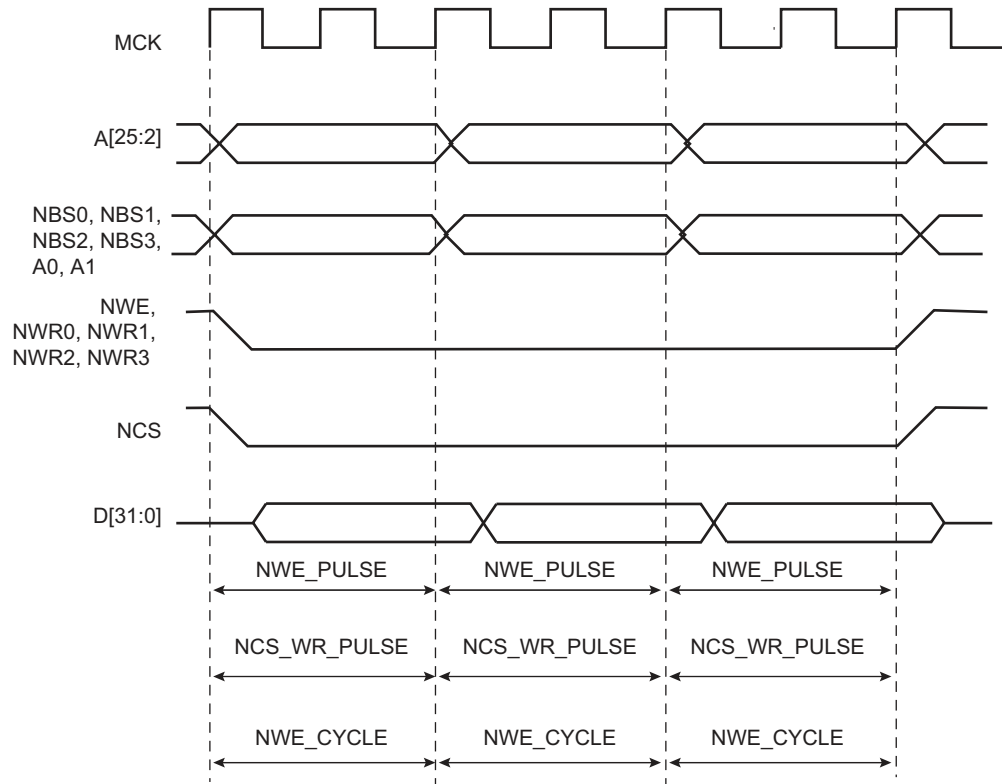 MCK
A[25:2]
NBS0, NBS1,
NBS2, NBS3,
A0, A1
NWE,
NWR0, NWR1,
NWR2, NWR3
NCS
D[31:0]
NWE_PULSE NWE_PULSE NWE_PULSE
NCS_WR_PULSE NCS_WR_PULSE NCS_WR_PULSE
NWE_CYCLE NWE_CYCLE NWE_CYCLE